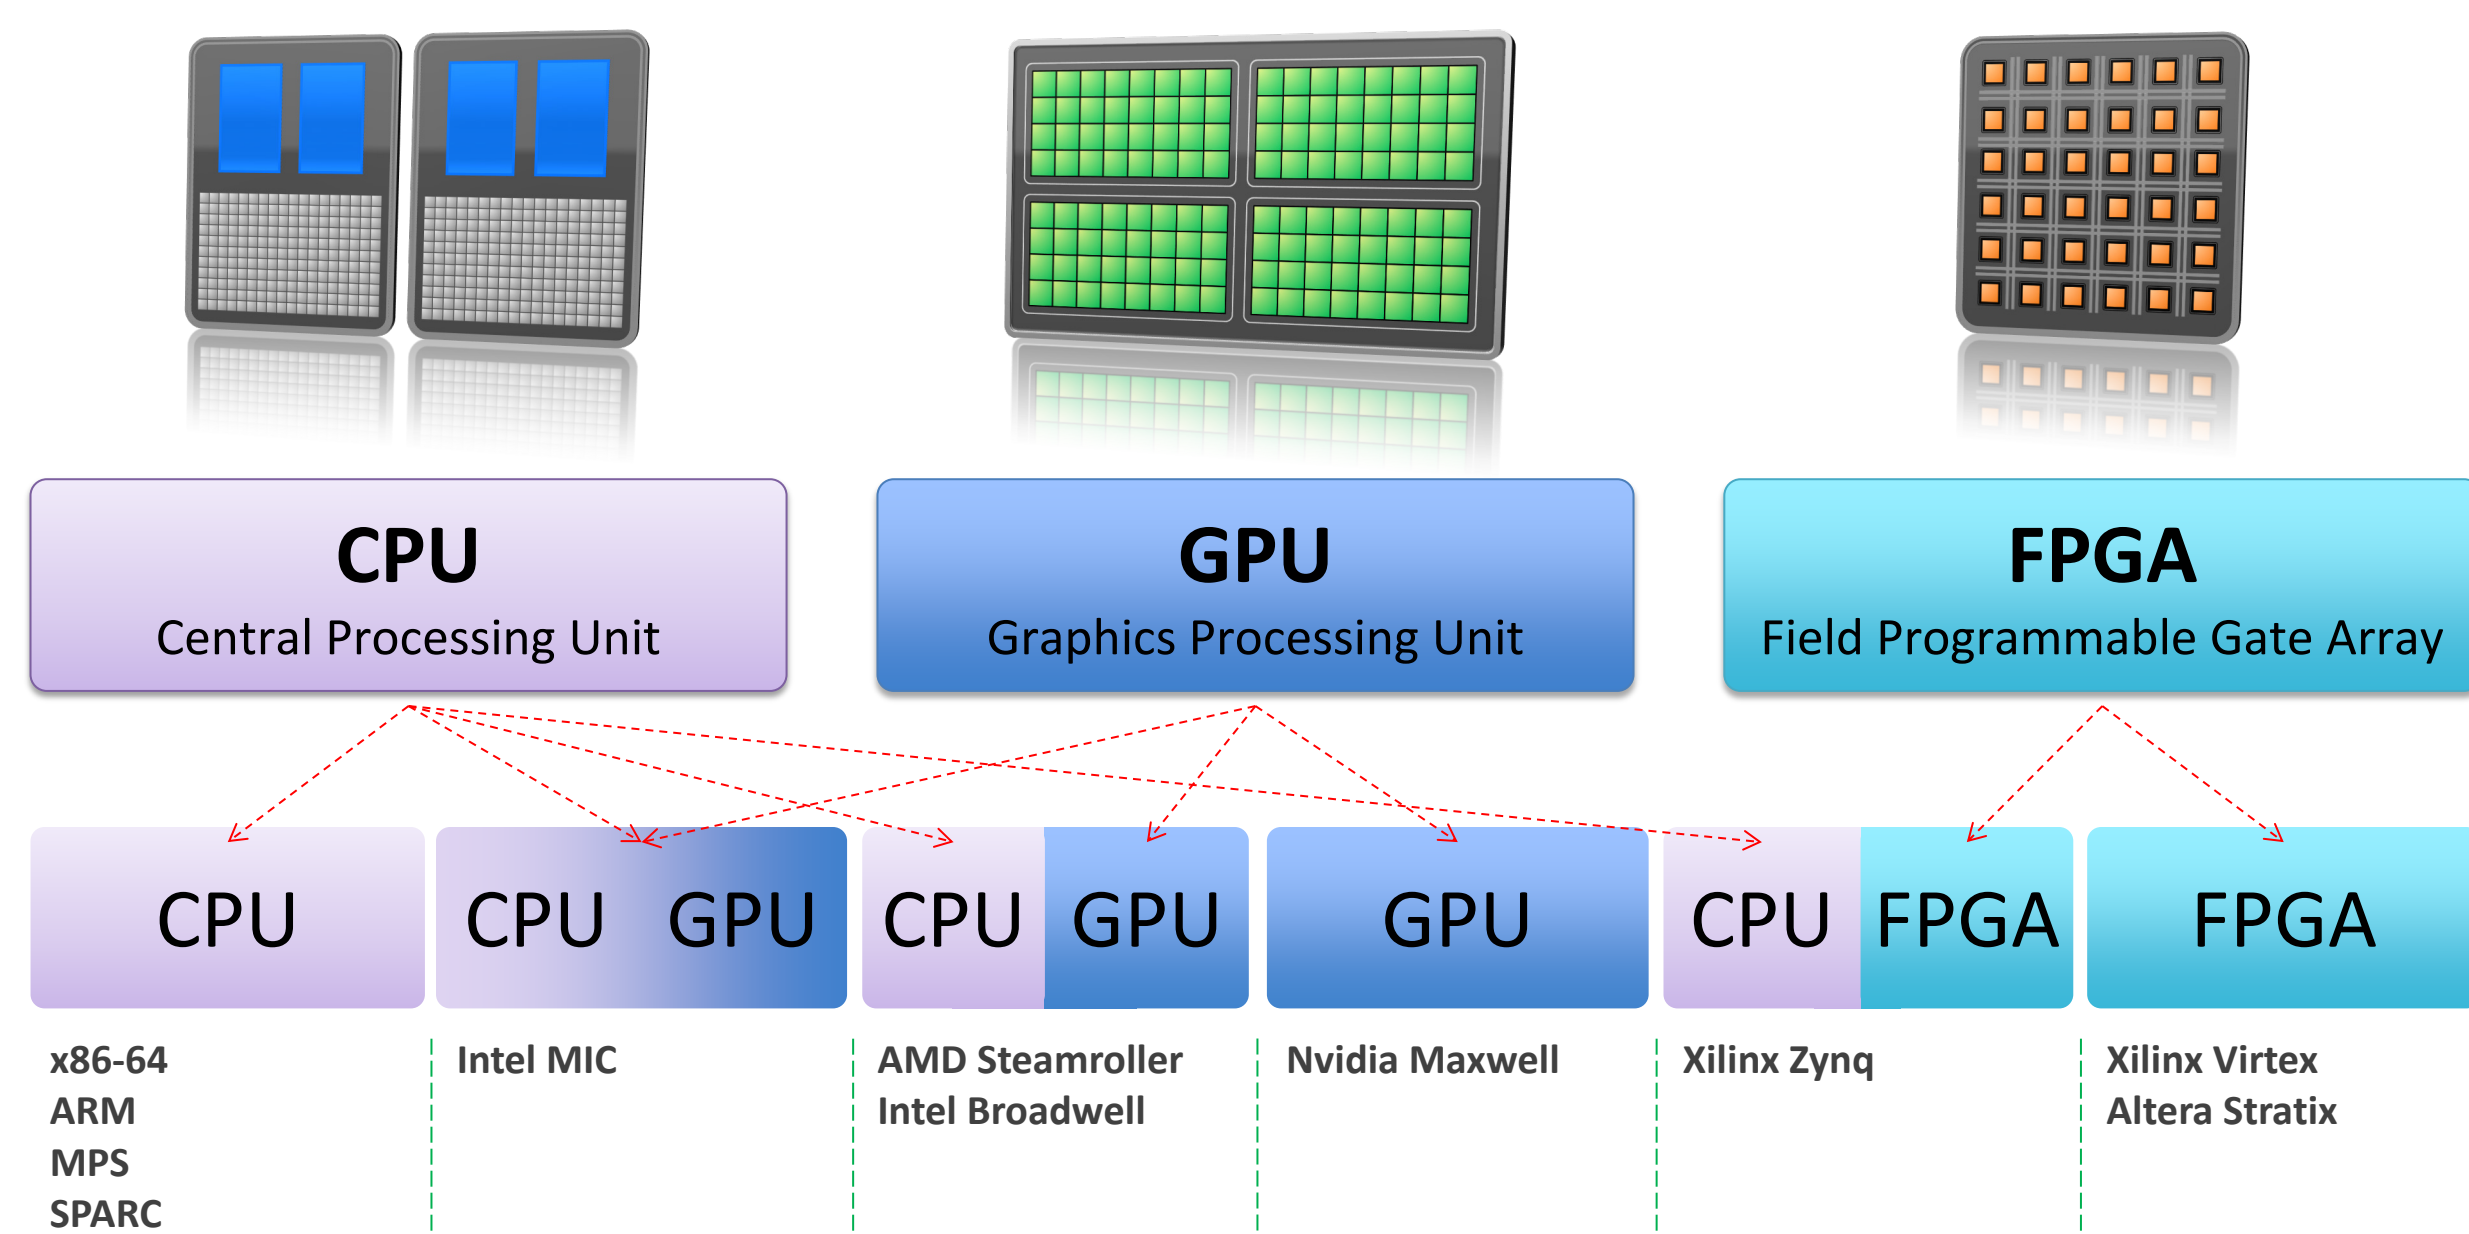 CPU
Central Processing Unit
GPU
Graphics Processing Unit
FPGA
Field Programmable Gate Array
CPU
CPU GPU
CPU GPU
GPU
CPU FPGA
FPGA
x86-64
ARM
MPS
SPARC
Intel MIC
AMD Steamroller
Intel Broadwell
Nvidia Maxwell
Xilinx Zynq
Xilinx Virtex
Altera Stratix